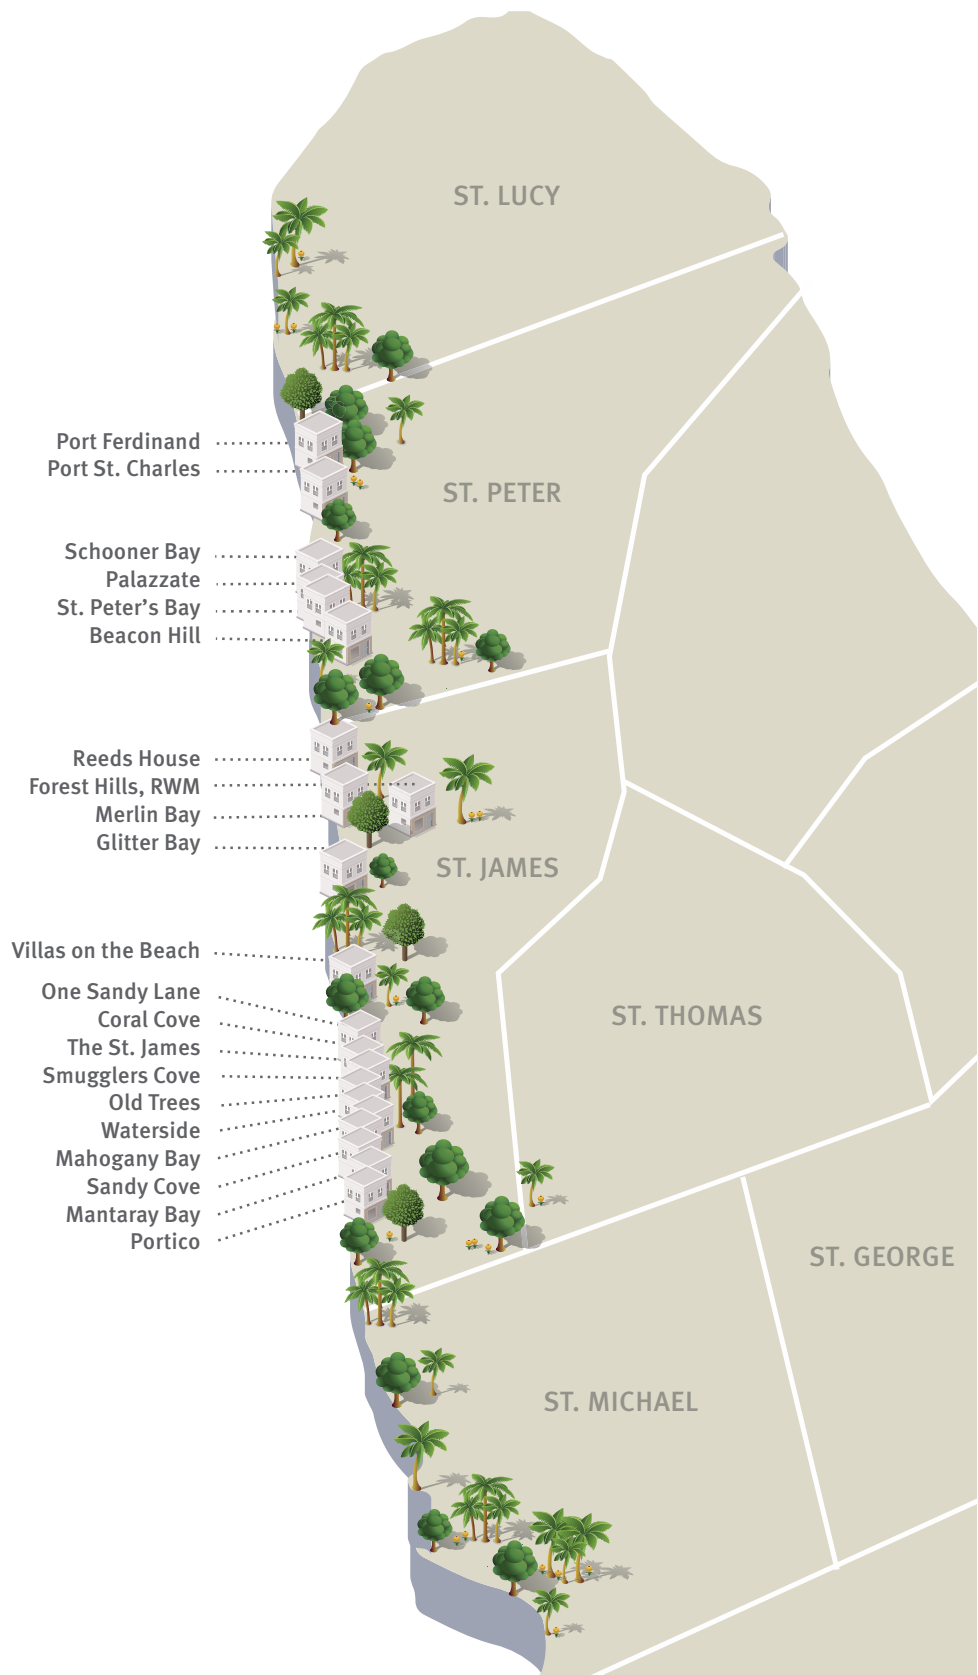 ST. LUCY
Port Ferdinand
Port St. Charles
ST. PETER
Schooner Bay
Palazzate
St. Peter’s Bay
Beacon Hill
Reeds House
Forest Hills, RWM
Merlin Bay
Glitter Bay
ST. JAMES
Villas on the Beach
One Sandy Lane
Coral Cove
The St. James
Smugglers Cove
Old Trees
Waterside
Mahogany Bay
Sandy Cove
Mantaray Bay
Portico
ST. THOMAS
ST. GEORGE
ST. MICHAEL